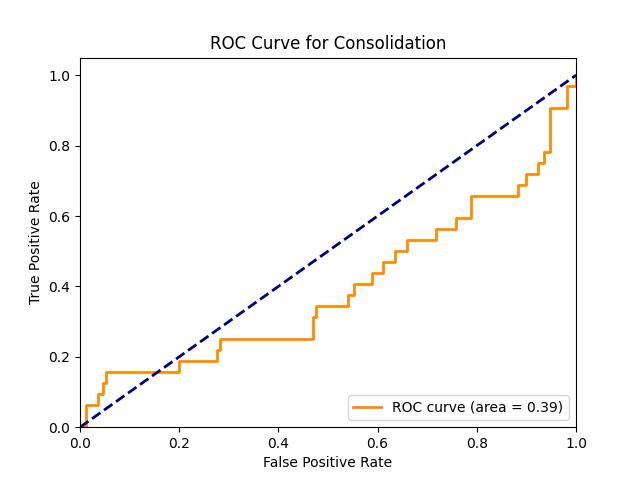 ROC Curve for Consolidation
1.0
0.8
0.6
0.4
0.2
0.0
True Positive Rate
ROC curve (area = 0.39)
0.0 0.2 0.4 0.6 0.8 1.0
False Positive Rate